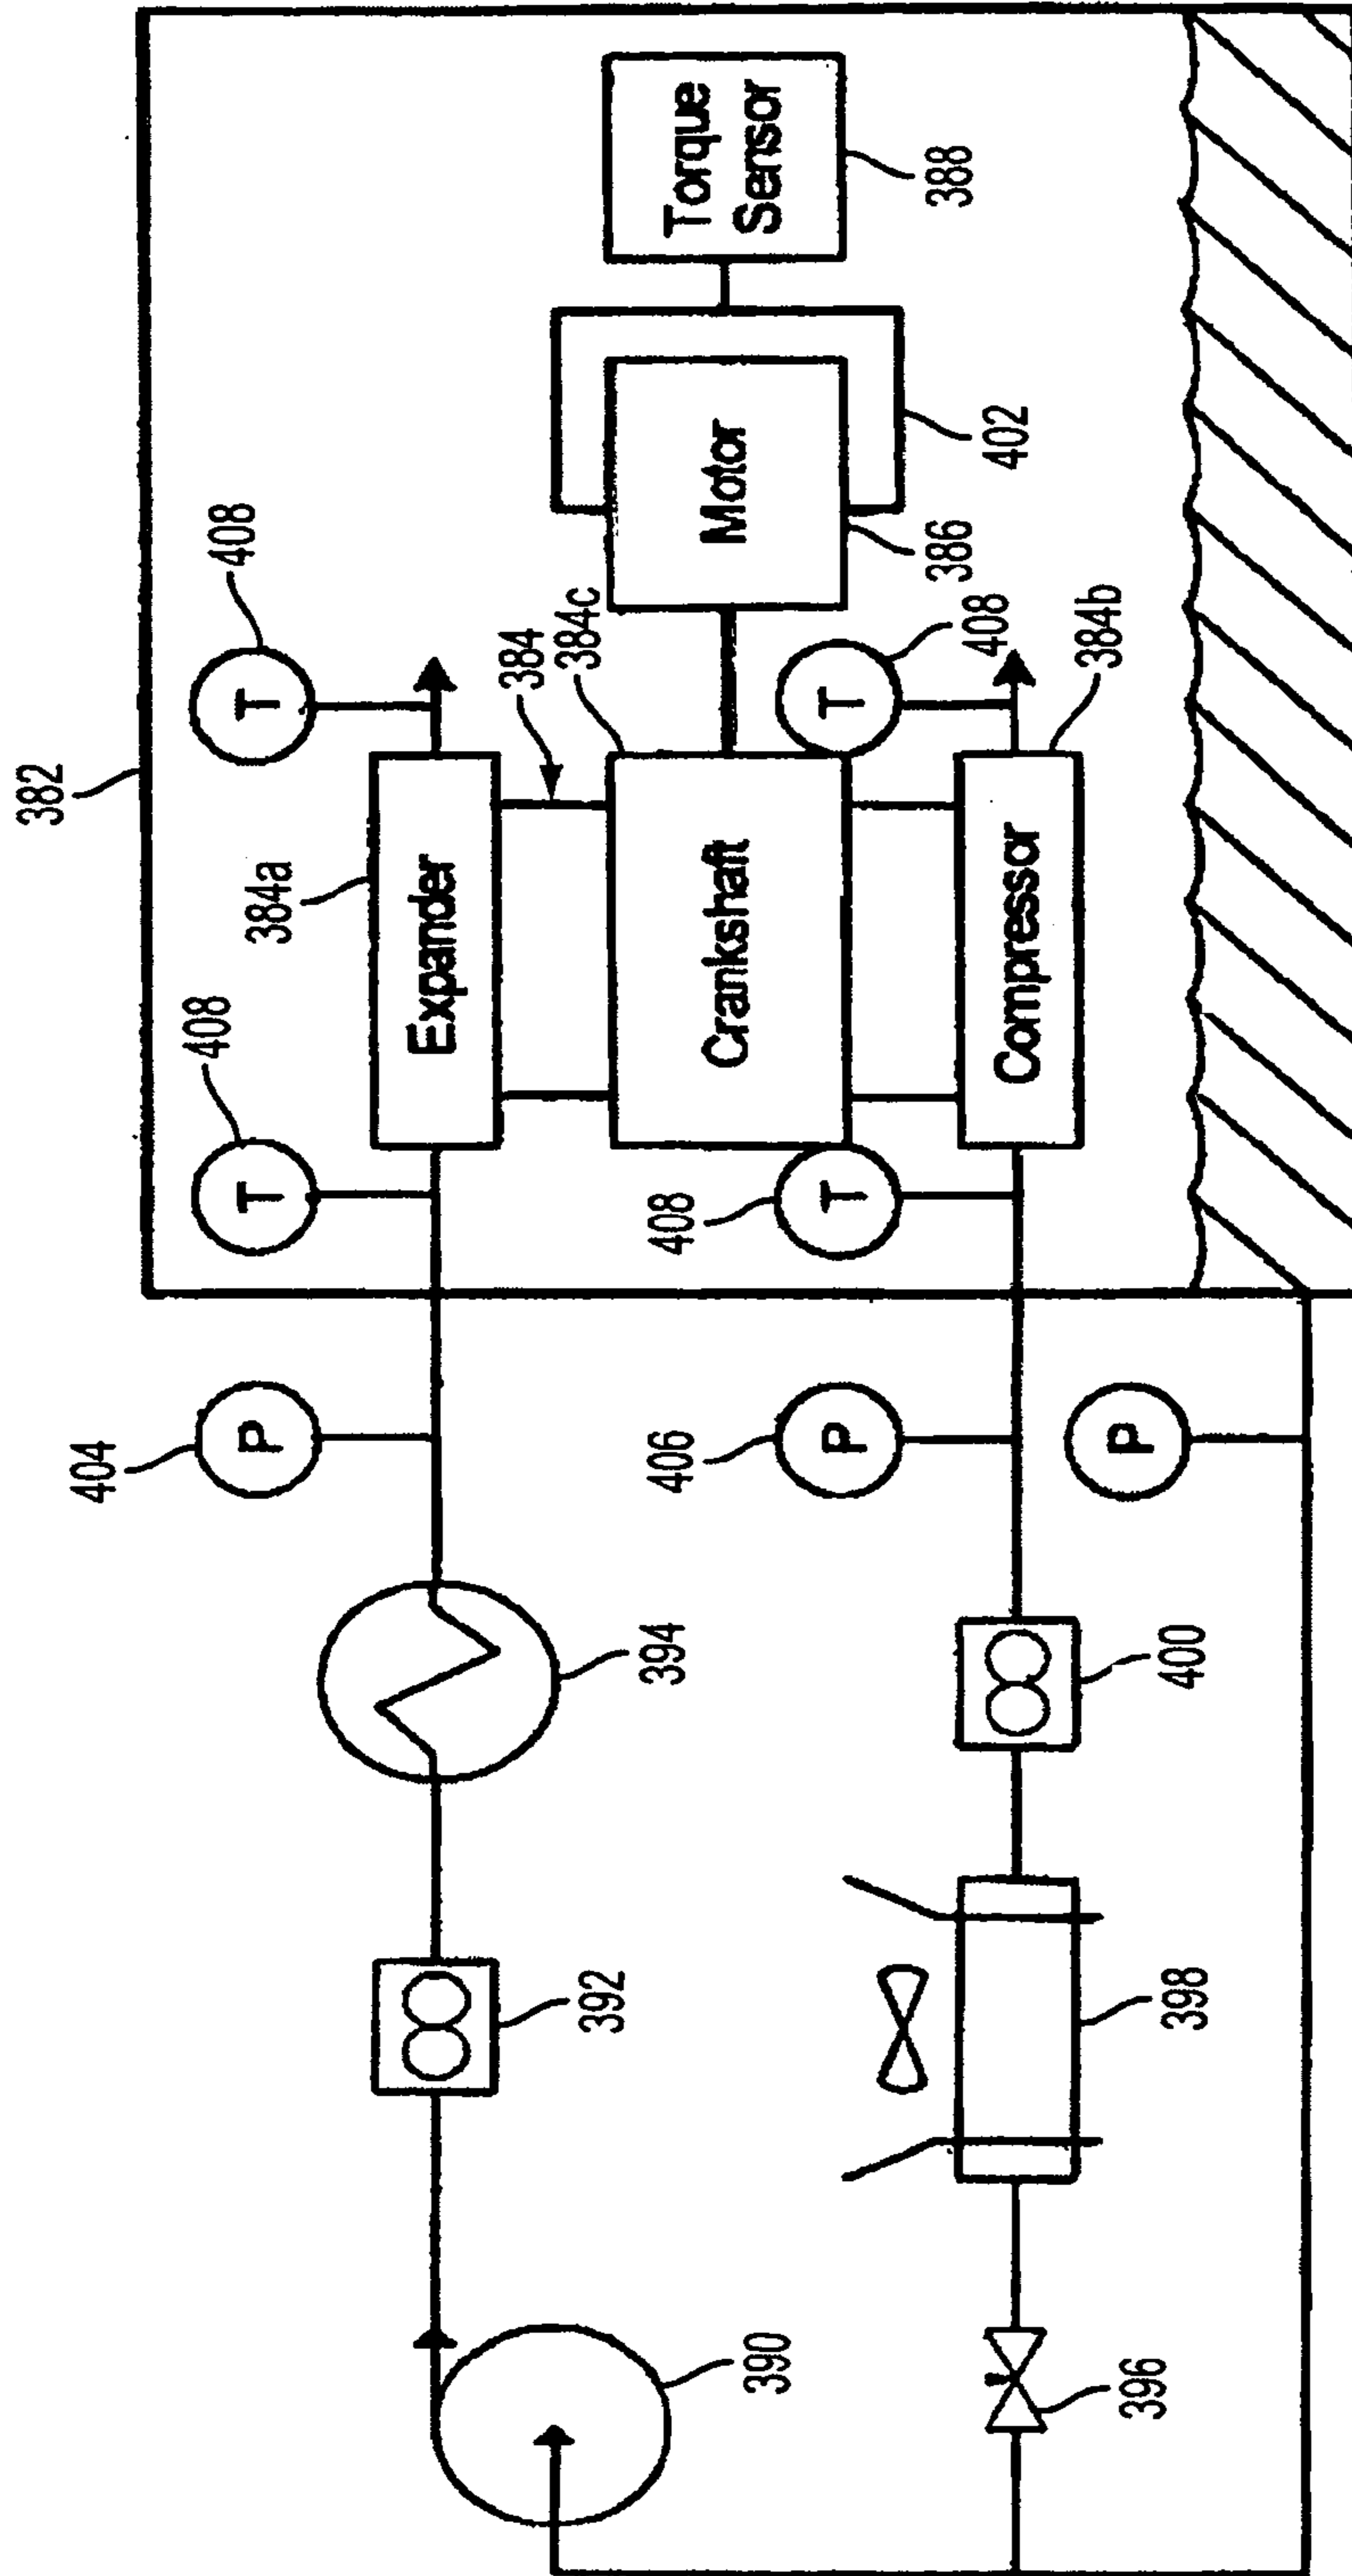 382
408
408
404
T
T
P
384a
Expander
394
392
390
384
384c
Crankshaft
Motor
Torque
Sensor
388
386
402
408
408
406
T
T
P
384b
Compressor
400
398
396
P